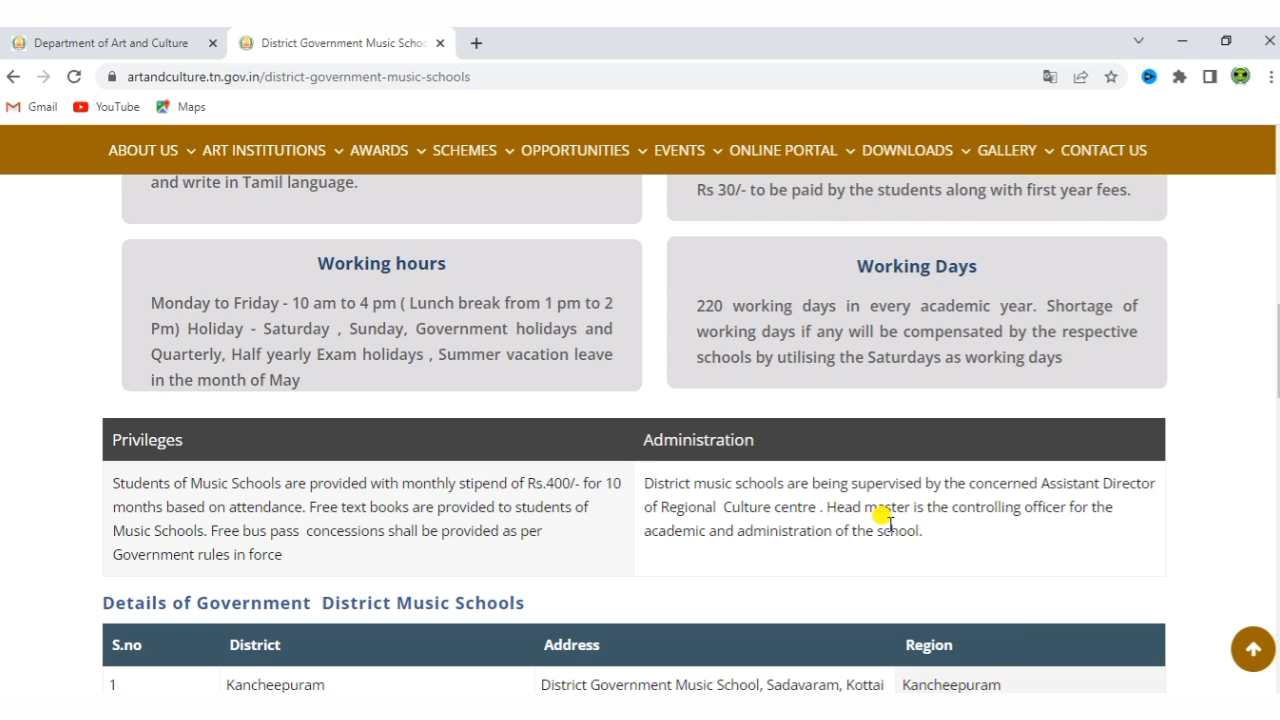 Department of Art and Culture
District Government Music Schoo
artandculture.tn.gov.in/district-government-music-schools
Gmail YouTube Maps
ABOUT US ART INSTITUTIONS AWARDS SCHEMES OPPORTUNITIES EVENTS ONLINE PORTAL DOWNLOADS GALLERY CONTACT US
and write in Tamil language.
Rs 30/- to be paid by the students along with first year fees.
Working hours
Monday to Friday - 10 am to 4 pm ( Lunch break from 1 pm to 2
Pm) Holiday - Saturday , Sunday, Government holidays and
Quarterly, Half yearly Exam holidays , Summer vacation leave
in the month of May
Working Days
220 working days in every academic year. Shortage of
working days if any will be compensated by the respective
schools by utilising the Saturdays as working days
Privileges
Students of Music Schools are provided with monthly stipend of Rs.400/- for 10
months based on attendance. Free text books are provided to students of
Music Schools. Free bus pass concessions shall be provided as per
Government rules in force
Administration
District music schools are being supervised by the concerned Assistant Director
of Regional Culture centre . Head master is the controlling officer for the
academic and administration of the school.
Details of Government District Music Schools
S.no District Address Region
1 Kancheepuram District Government Music School, Sadavaram, Kottai Kancheepuram